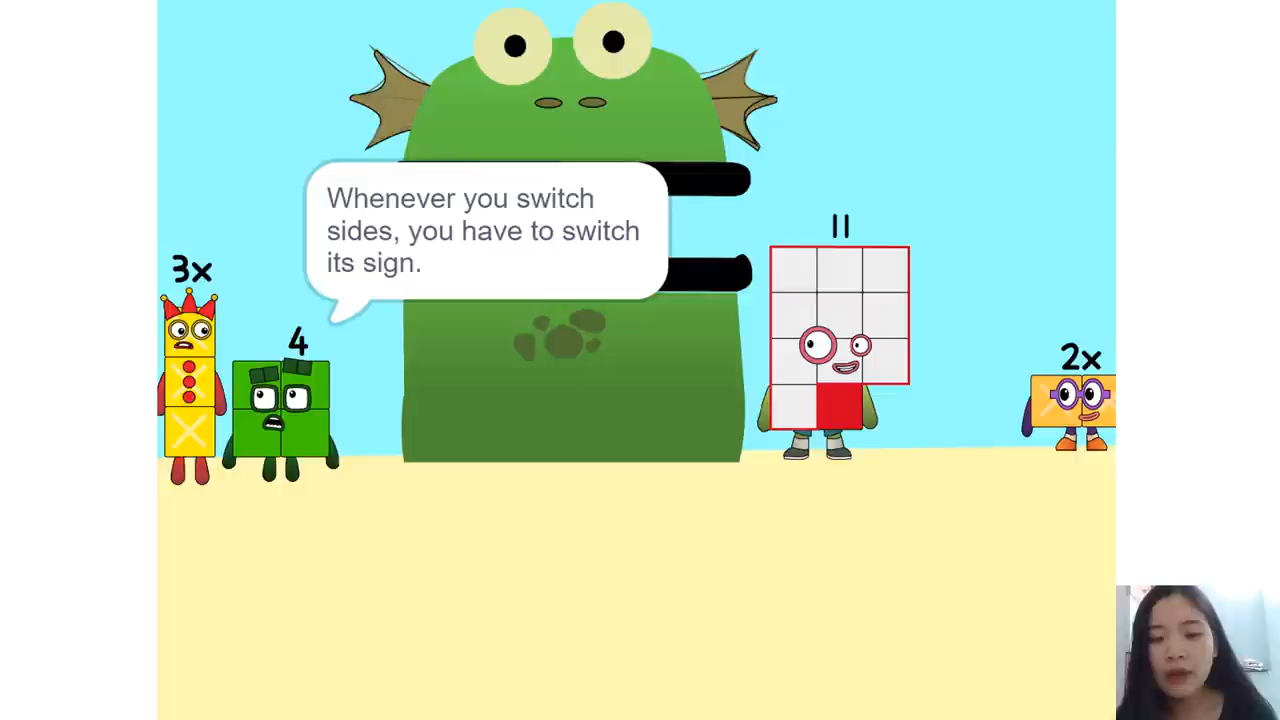 Whenever you switch
sides, you have to switch
its sign.
11
3x
4
2x